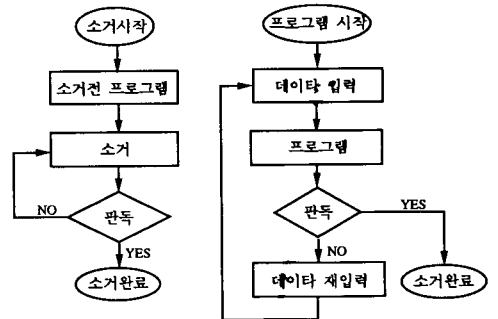 소거시작
소거전 프로그램
소거
판독
NO
YES
소거완료
프로그램 시작
데이타 입력
프로그램
판독
YES
NO
데이타 재입력
소거완료